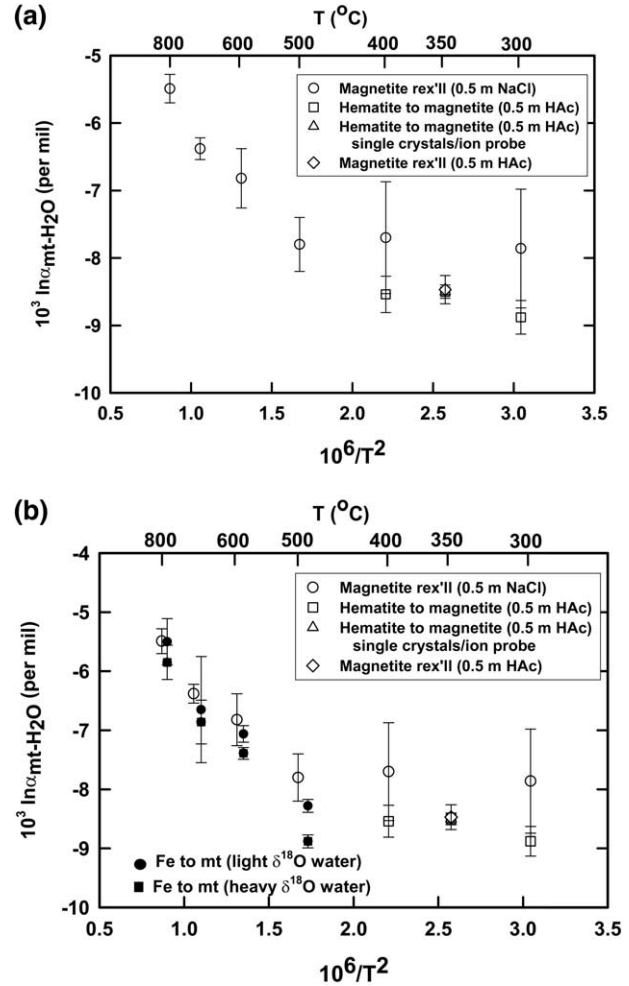 (a)
T (°C)
800 600 500 400 350 300
Magnetite rex'll (0.5 m NaCl)
Hematite to magnetite (0.5 m HAc)
Hematite to magnetite (0.5 m HAc)
single crystals/ion probe
Magnetite rex'll (0.5 m HAc)
-5
-6
-7
-8
-9
-10
10³ lnαmt-H2O (per mil)
0.5 1.0 1.5 2.0 2.5 3.0 3.5
10⁶/T²
(b)
T (°C)
800 600 500 400 350 300
Magnetite rex'll (0.5 m NaCl)
Hematite to magnetite (0.5 m HAc)
Hematite to magnetite (0.5 m HAc)
single crystals/ion probe
Magnetite rex'll (0.5 m HAc)
-4
-5
-6
-7
-8
-9
-10
10³ lnαmt-H2O (per mil)
Fe to mt (light δ¹⁸O water)
Fe to mt (heavy δ¹⁸O water)
0.5 1.0 1.5 2.0 2.5 3.0 3.5
10⁶/T²